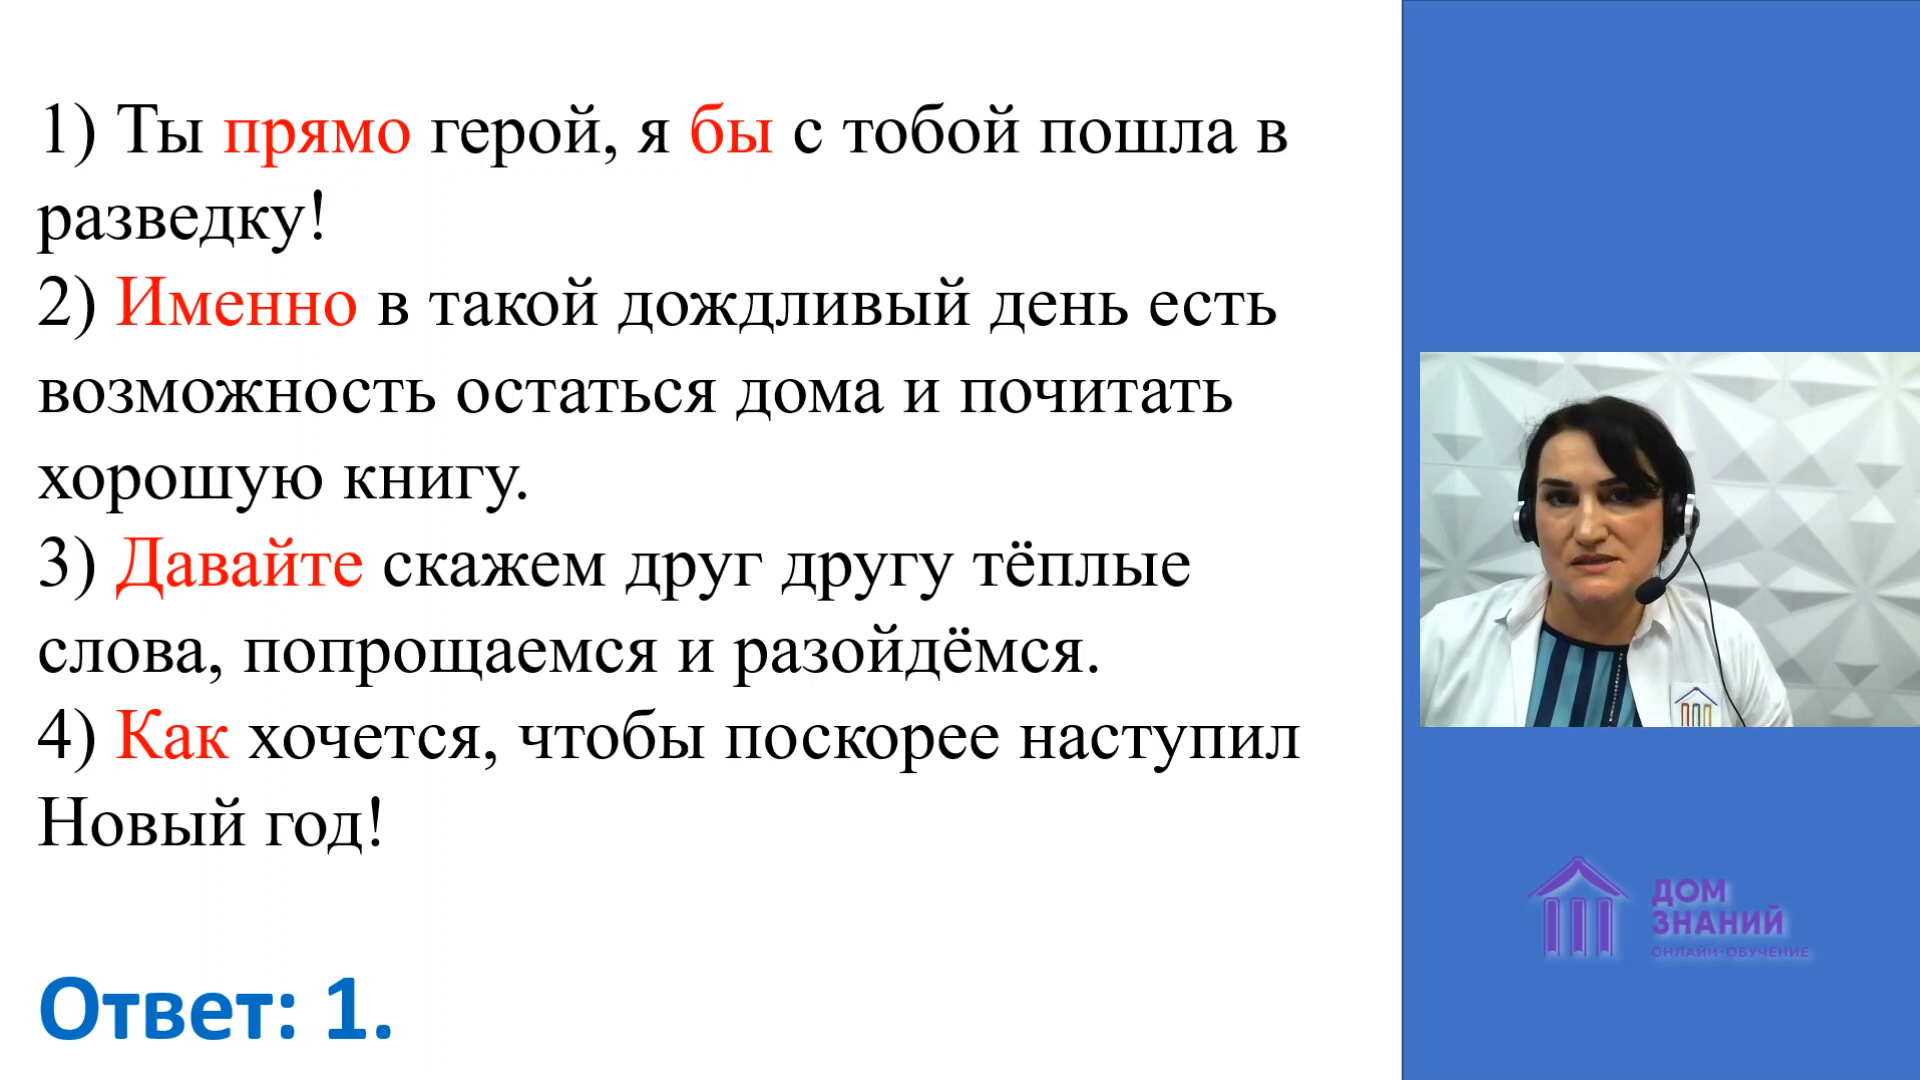 1) Ты прямо герой, я бы с тобой пошла в
разведку!
2) Именно в такой дождливый день есть
возможность остаться дома и почитать
хорошую книгу.
3) Давайте скажем друг другу тёплые
слова, попрощаемся и разойдёмся.
4) Как хочется, чтобы поскорее наступил
Новый год!
Ответ: 1.
ДОМ
ЗНАНИЙ
ОНЛАЙН-ОБУЧЕНИЕ